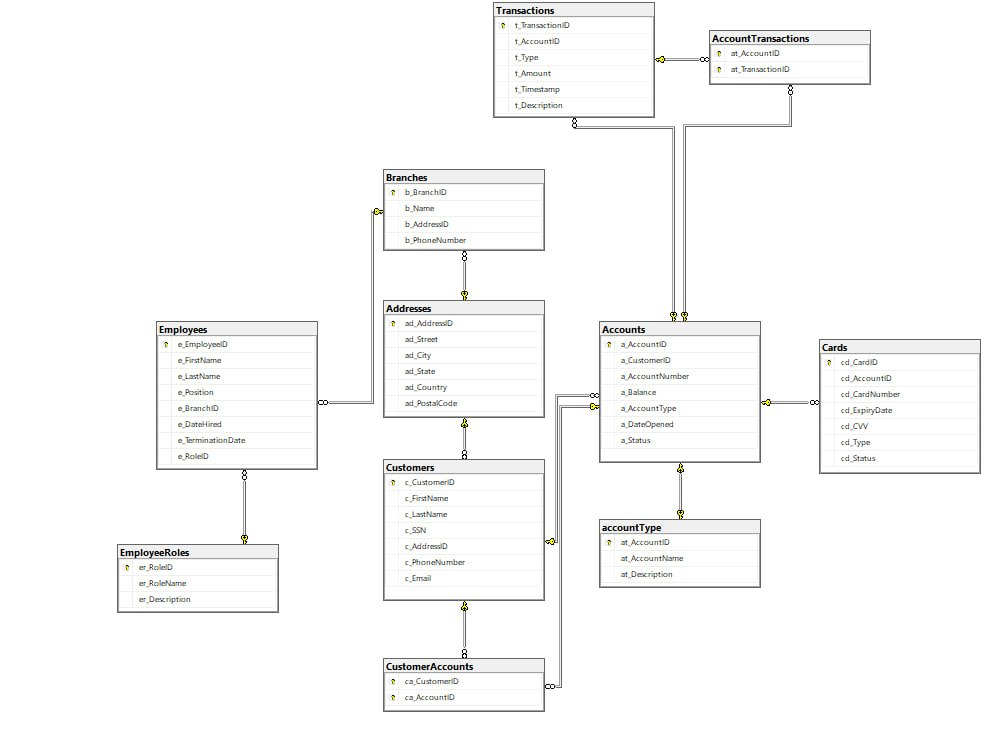 Transactions
t_TransactionID
t_AccountID
t_Type
t_Amount
t_Timestamp
t_Description
AccountTransactions
at_AccountID
at_TransactionID
Branches
b_BranchID
b_Name
b_AddressID
b_PhoneNumber
Addresses
ad_AddressID
ad_Street
ad_City
ad_State
ad_Country
ad_PostalCode
Employees
e_EmployeeID
e_FirstName
e_LastName
e_Position
e_BranchID
e_DateHired
e_TerminationDate
e_RoleID
Accounts
a_AccountID
a_CustomerID
a_AccountNumber
a_Balance
a_AccountType
a_DateOpened
a_Status
Cards
cd_CardID
cd_AccountID
cd_CardNumber
cd_ExpiryDate
cd_CVV
cd_Type
cd_Status
Customers
c_CustomerID
c_FirstName
c_LastName
c_SSN
c_AddressID
c_PhoneNumber
c_Email
accountType
at_AccountID
at_AccountName
at_Description
EmployeeRoles
er_RoleID
er_RoleName
er_Description
CustomerAccounts
ca_CustomerID
ca_AccountID